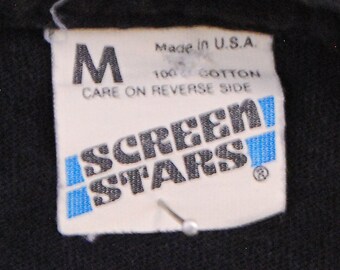 M
Made in U.S.A.
100% COTTON
CARE ON REVERSE SIDE
SCREEN
STARS®